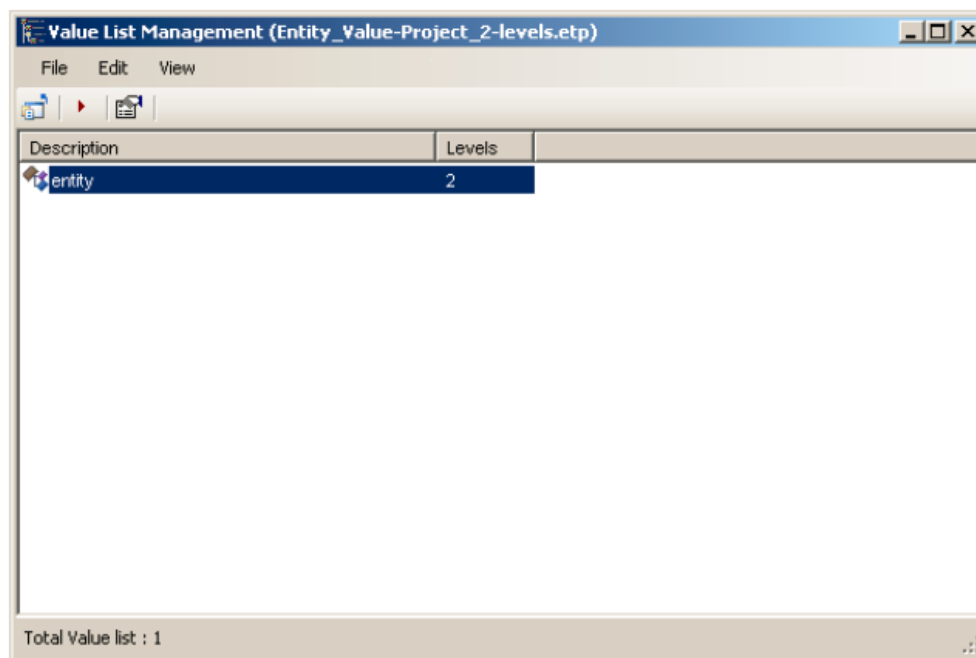 Value List Management (Entity_Value-Project_2-levels.etp)
File Edit View
Description Levels
entity 2
Total Value list : 1